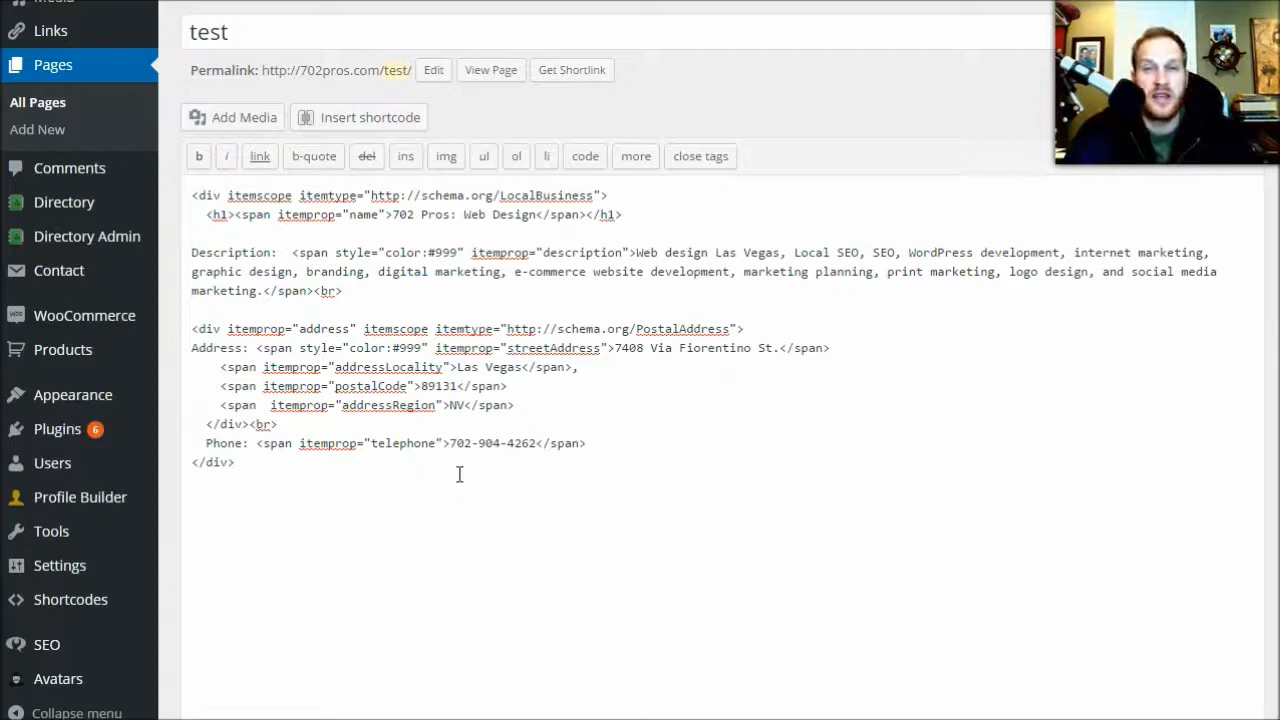 Media
Links
Pages
All Pages
Add New
Comments
Directory
Directory Admin
Contact
WooCommerce
Products
Appearance
Plugins 6
Users
Profile Builder
Tools
Settings
Shortcodes
SEO
Avatars
Collapse menu
test
Permalink: http://702pros.com/test/ Edit View Page Get Shortlink
Add Media Insert shortcode
b i link b-quote del ins img ul ol li code more close tags
<div itemscope itemtype="http://schema.org/LocalBusiness">
<h1><span itemprop="name">702 Pros: Web Design</span></h1>
Description: <span style="color:#999" itemprop="description">Web design Las Vegas, Local SEO, SEO, WordPress development, internet marketing,
graphic design, branding, digital marketing, e-commerce website development, marketing planning, print marketing, logo design, and social media
marketing.</span><br>
<div itemprop="address" itemscope itemtype="http://schema.org/PostalAddress">
Address: <span style="color:#999" itemprop="streetAddress">7408 Via Fiorentino St.</span>
<span itemprop="addressLocality">Las Vegas</span>,
<span itemprop="postalCode">89131</span>
<span  itemprop="addressRegion">NV</span>
</div><br>
Phone: <span itemprop="telephone">702-904-4262</span>
</div>